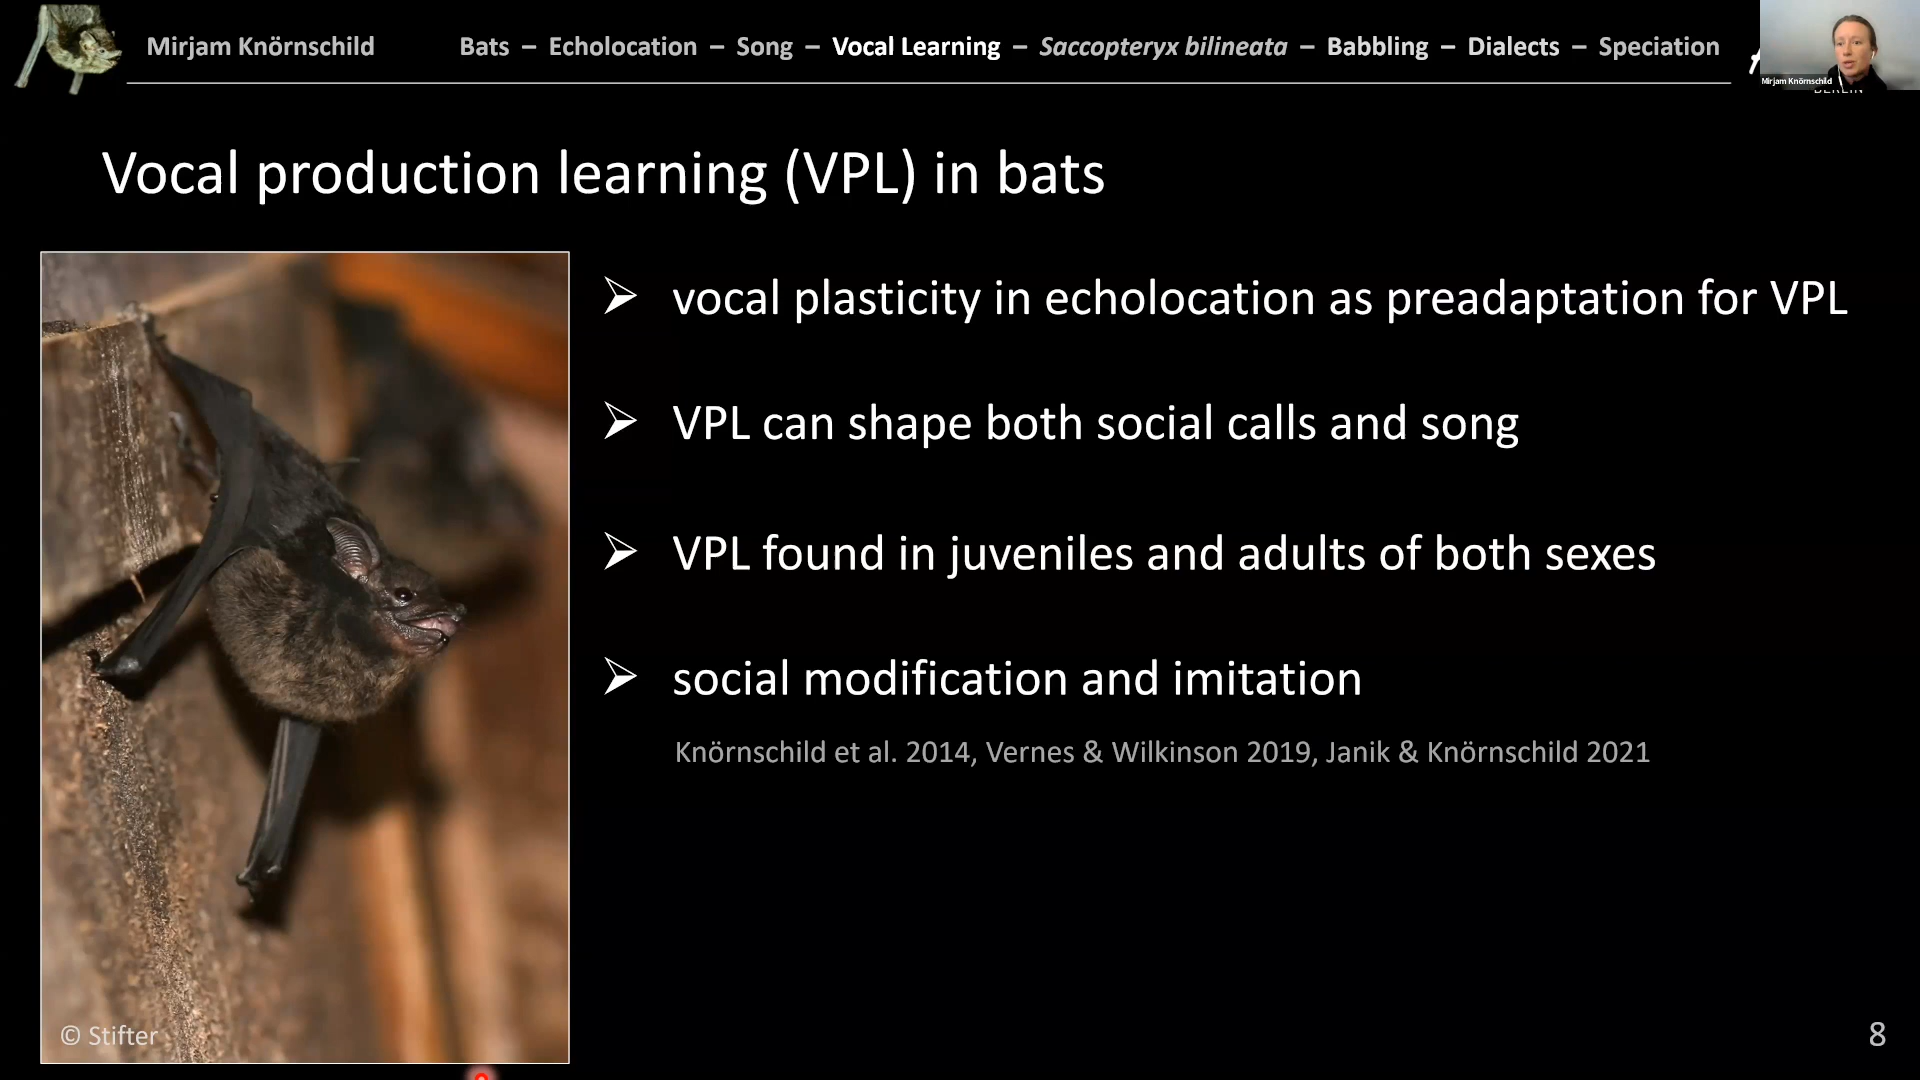 Mirjam Knörnschild
Bats – Echolocation – Song – Vocal Learning – Saccopteryx bilineata – Babbling – Dialects – Speciation
Mirjam Knörnschild
Vocal production learning (VPL) in bats
➢ vocal plasticity in echolocation as preadaptation for VPL
➢ VPL can shape both social calls and song
➢ VPL found in juveniles and adults of both sexes
➢ social modification and imitation
Knörnschild et al. 2014, Vernes & Wilkinson 2019, Janik & Knörnschild 2021
© Stifter
8